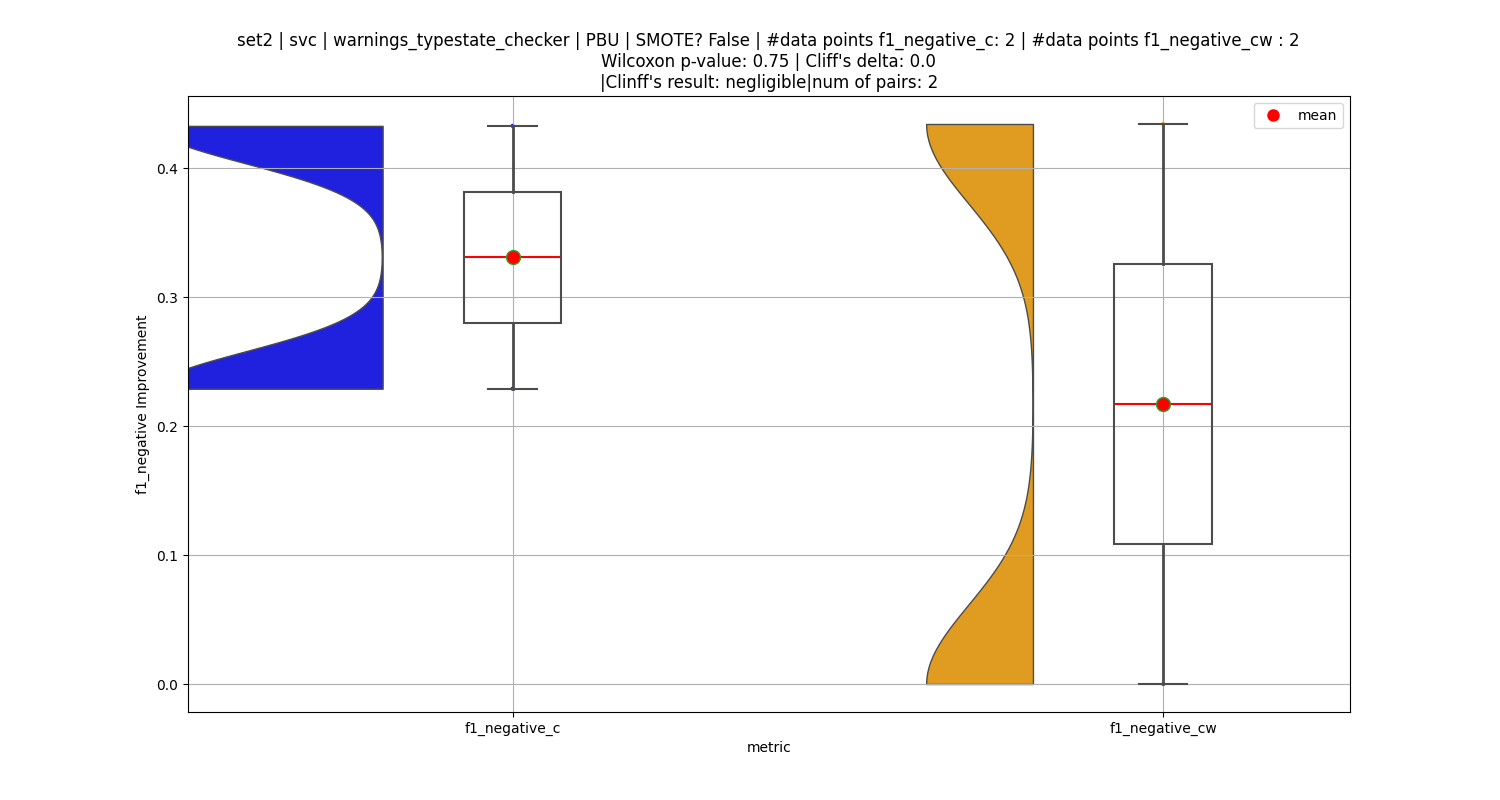 set2 | svc | warnings_typestate_checker | PBU | SMOTE? False | #data points f1_negative_c: 2 | #data points f1_negative_cw : 2
Wilcoxon p-value: 0.75 | Cliff's delta: 0.0
|Clinff's result: negligible|num of pairs: 2
mean
0.4
0.3
0.2
0.1
0.0
f1_negative Improvement
f1_negative_c
f1_negative_cw
metric